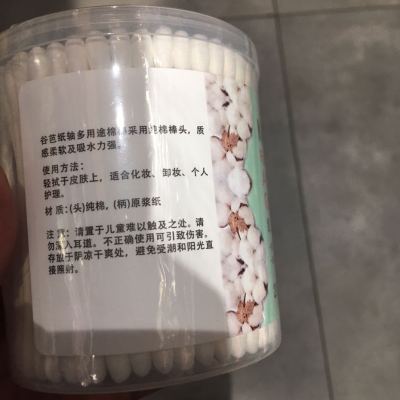 谷芭纸轴多用途棉棒采用纯棉棒头，质
感柔软及吸水力强。
使用方法：
轻拭于皮肤上，适合化妆、卸妆、个人
护理。
材 质：(头)纯棉，(柄)原浆纸
注 意：请置于儿童难以触及之处。请
勿深入耳道。不正确使用可引致伤害。
存放于阴凉干爽处，避免受潮和阳光直
接照射。